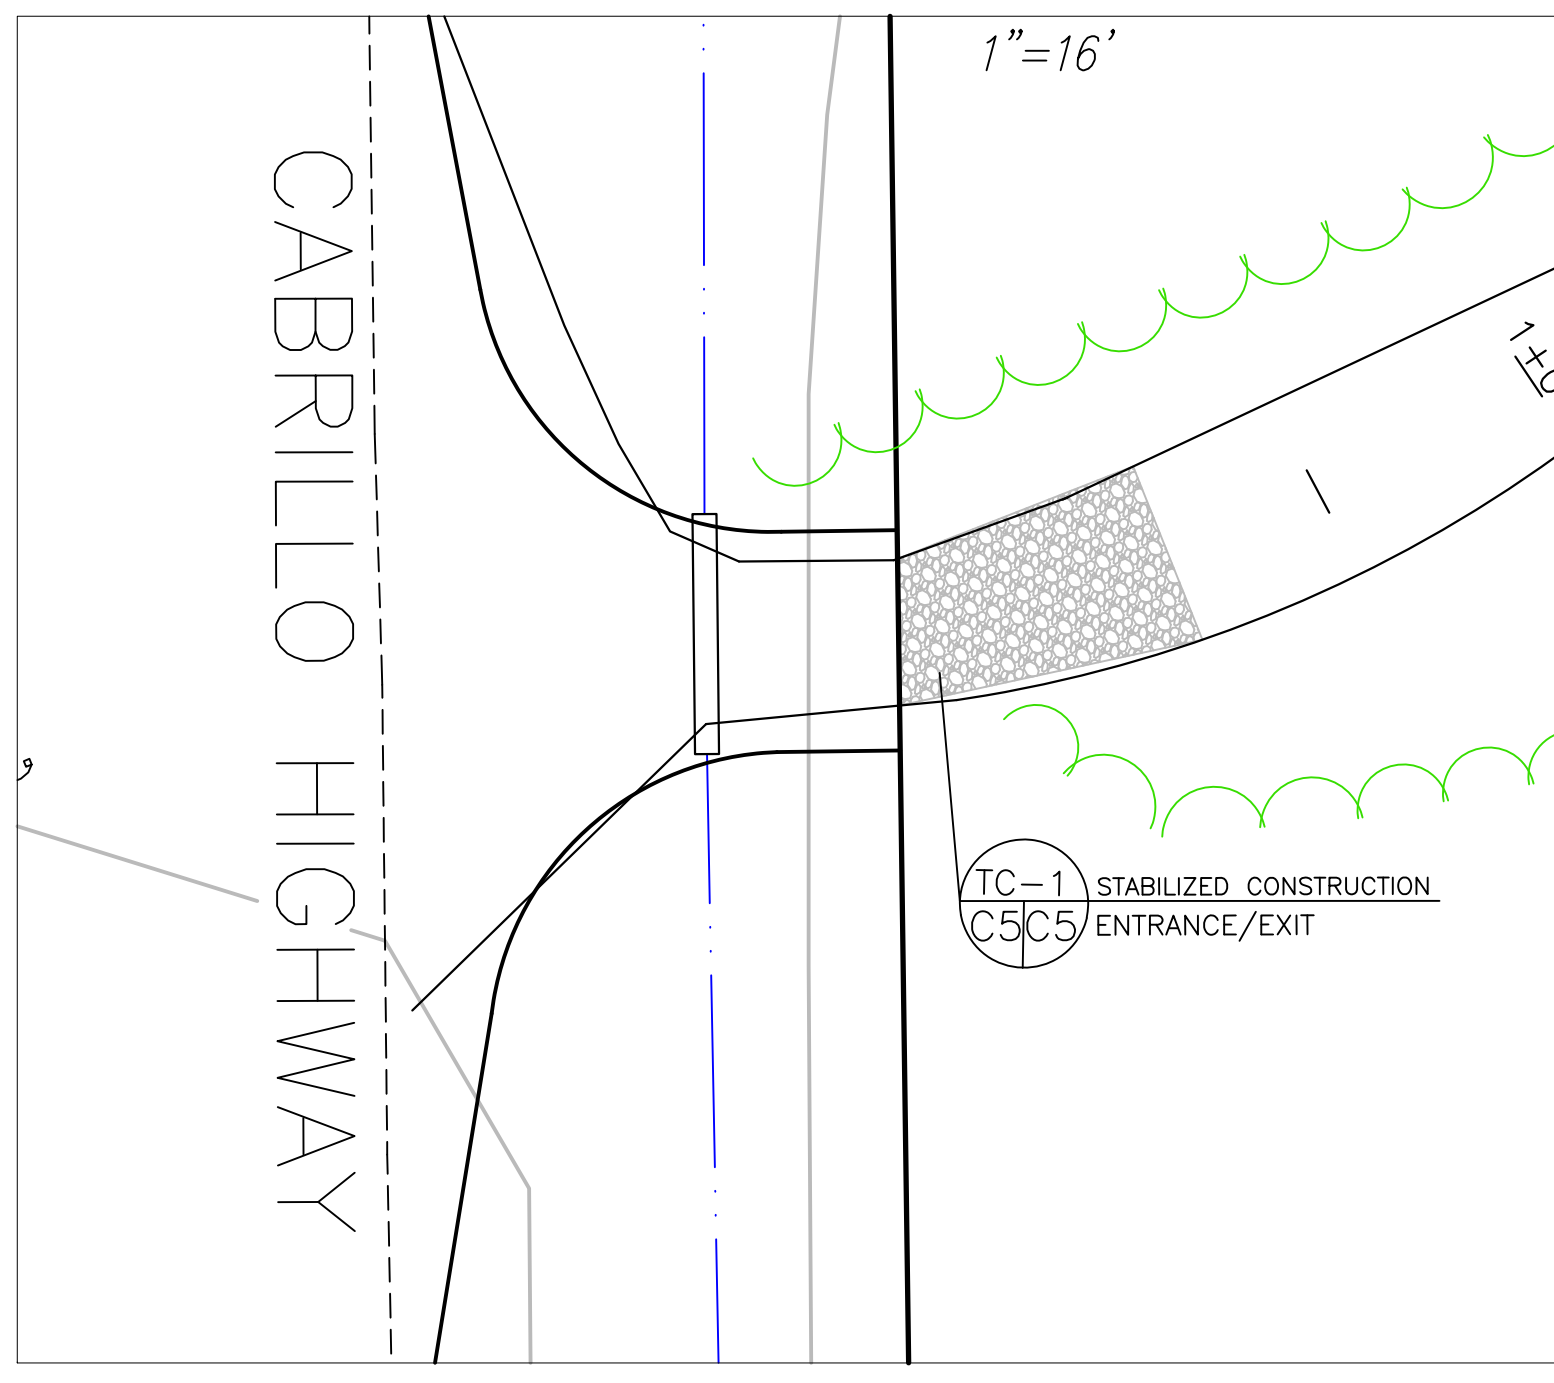 1”=16’
CABRILLO HIGHWAY
TC-1
C5 C5
STABILIZED CONSTRUCTION
ENTRANCE/EXIT